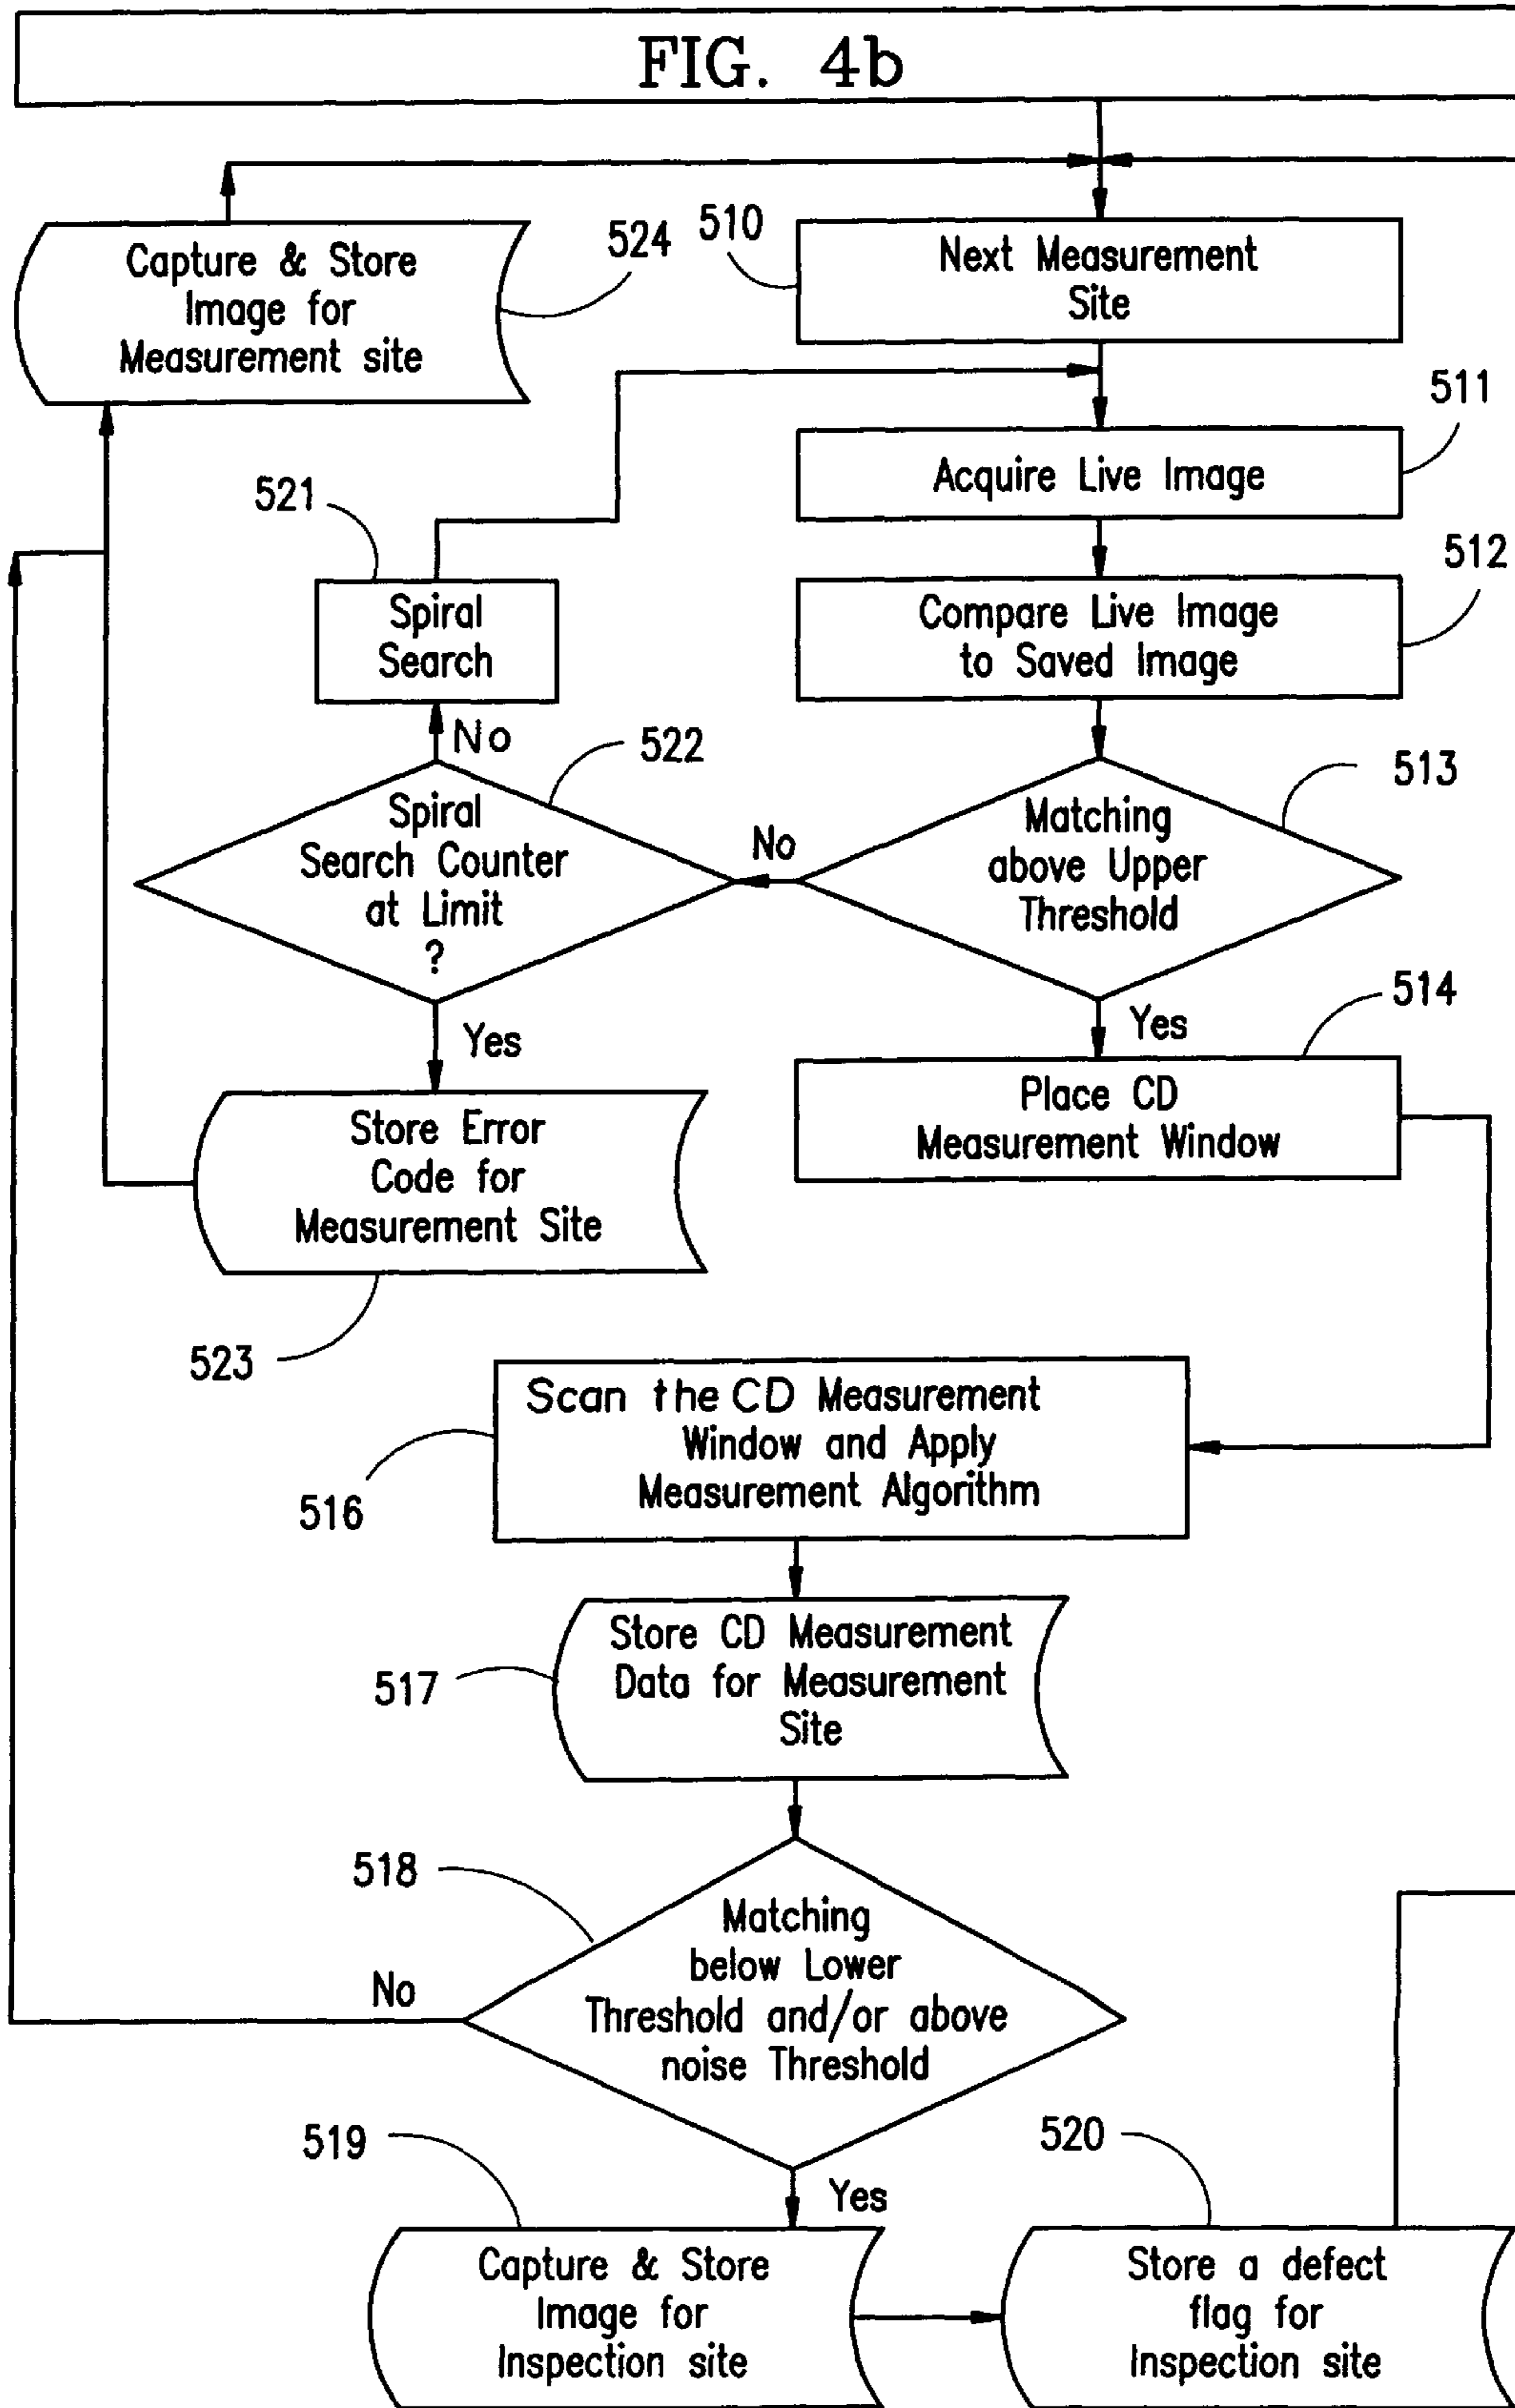 FIG. 4b
Capture & Store
Image for
Measurement site
524
510
Next Measurement
Site
511
Acquire Live Image
521
512
Spiral
Search
Compare Live Image
to Saved Image
No
522
513
Spiral
Search Counter
at Limit
?
No
Matching
above Upper
Threshold
Yes
Yes
514
Store Error
Code for
Measurement Site
Place CD
Measurement Window
523
Scan the CD Measurement
Window and Apply
Measurement Algorithm
516
Store CD Measurement
Data for Measurement
Site
517
518
Matching
below Lower
Threshold and/or above
noise Threshold
No
519
520
Yes
Capture & Store
Image for
Inspection site
Store a defect
flag for
Inspection site